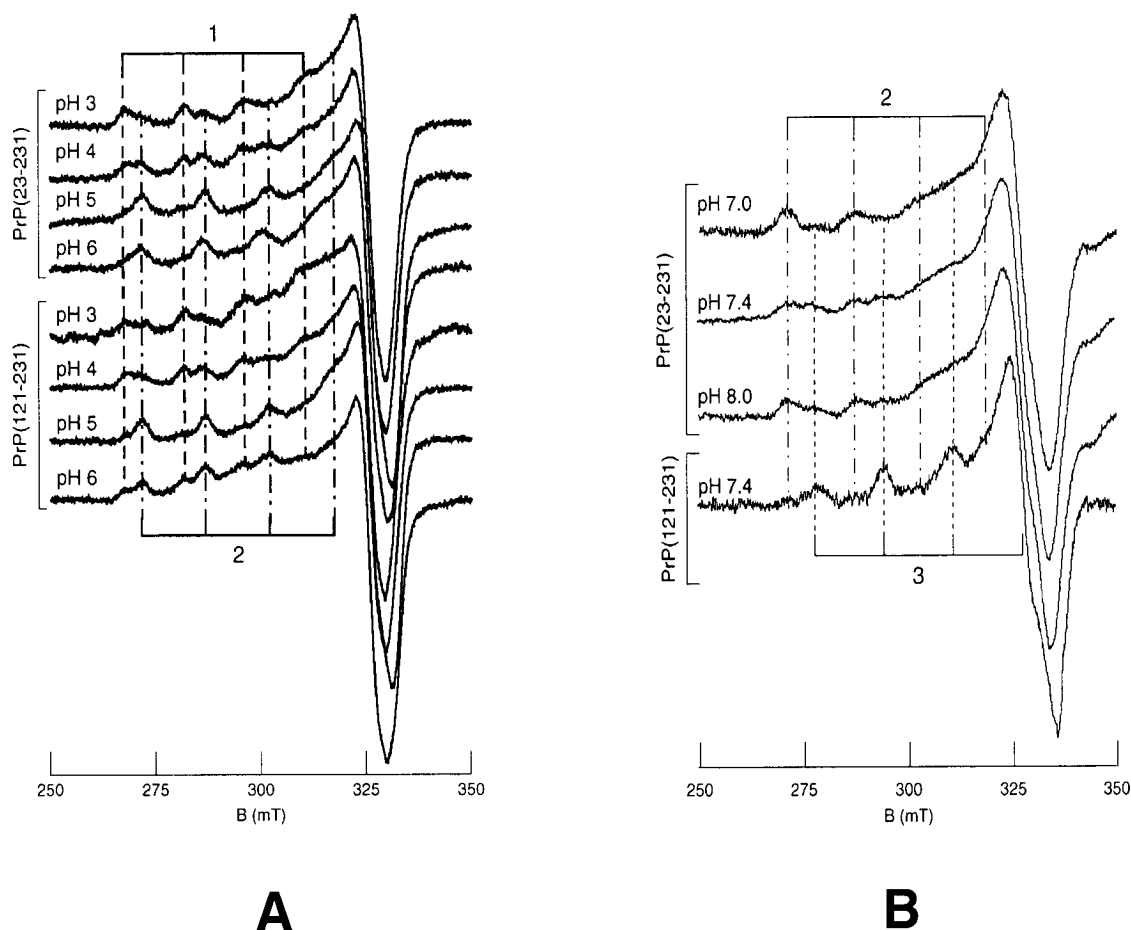 1
PrP(23-231)
pH 3
pH 4
pH 5
pH 6
PrP(121-231)
pH 3
pH 4
pH 5
pH 6
2
250 275 300 325 350
B (mT)
A
2
PrP(23-231)
pH 7.0
pH 7.4
pH 8.0
PrP(121-231)
pH 7.4
3
250 275 300 325 350
B (mT)
B